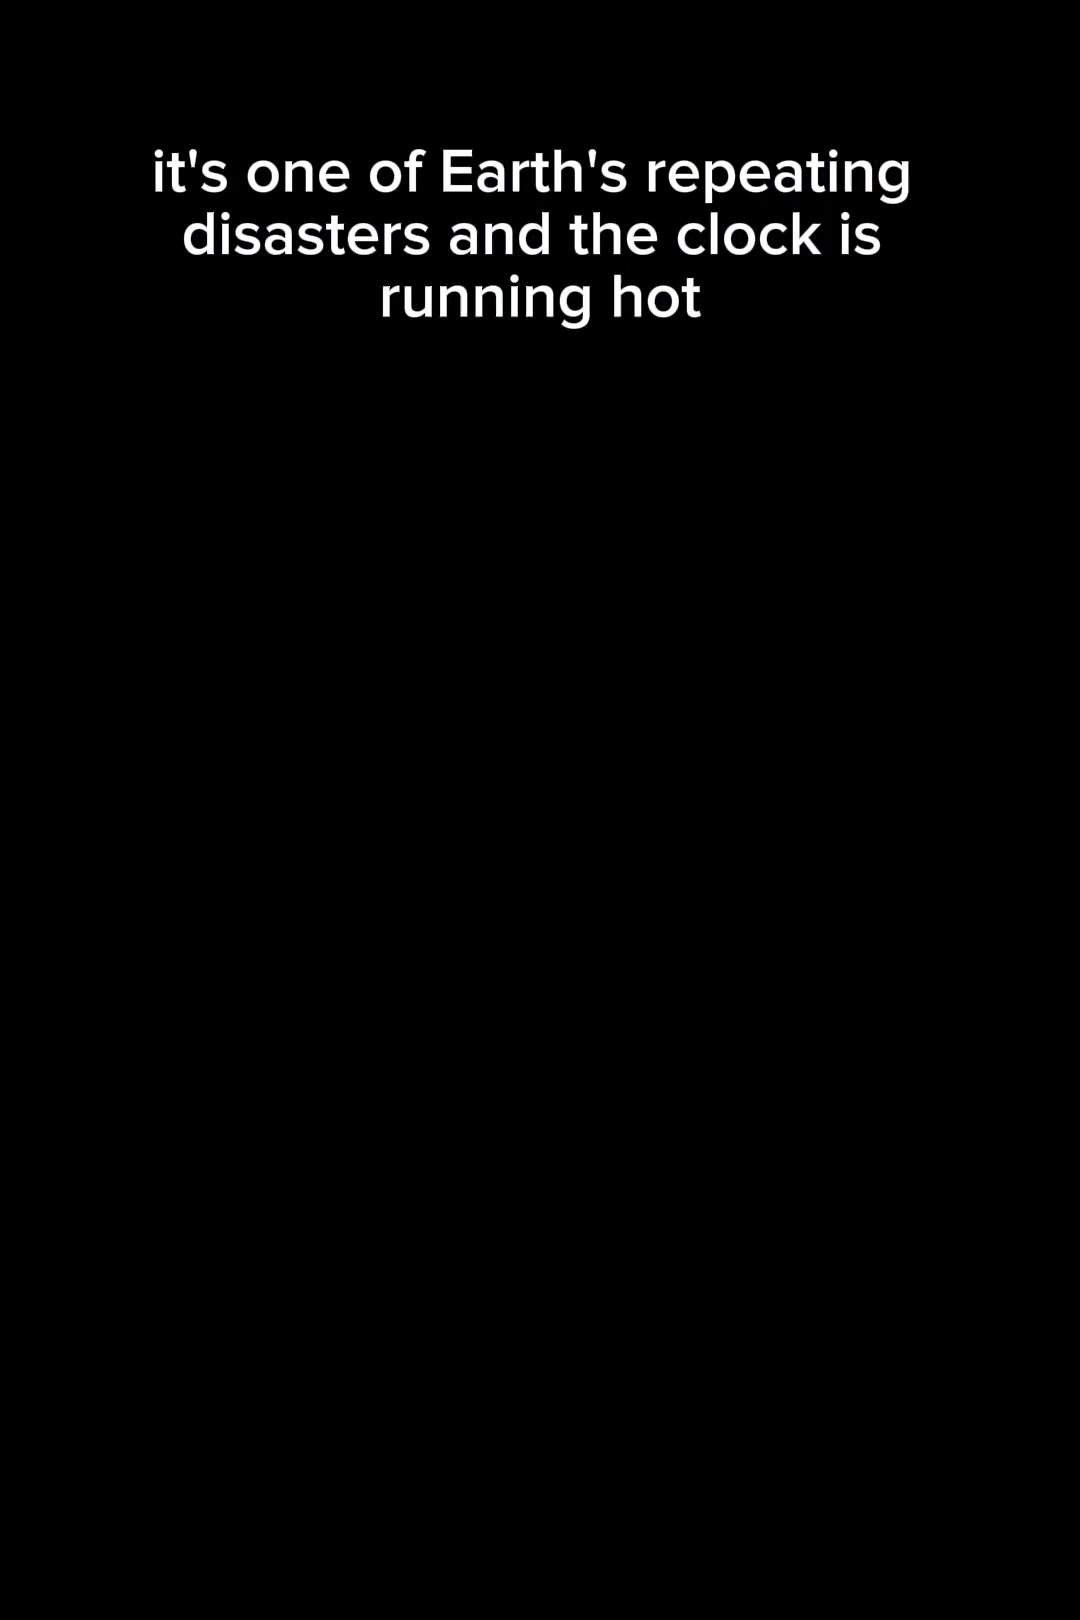 it's one of Earth's repeating
disasters and the clock is
running hot